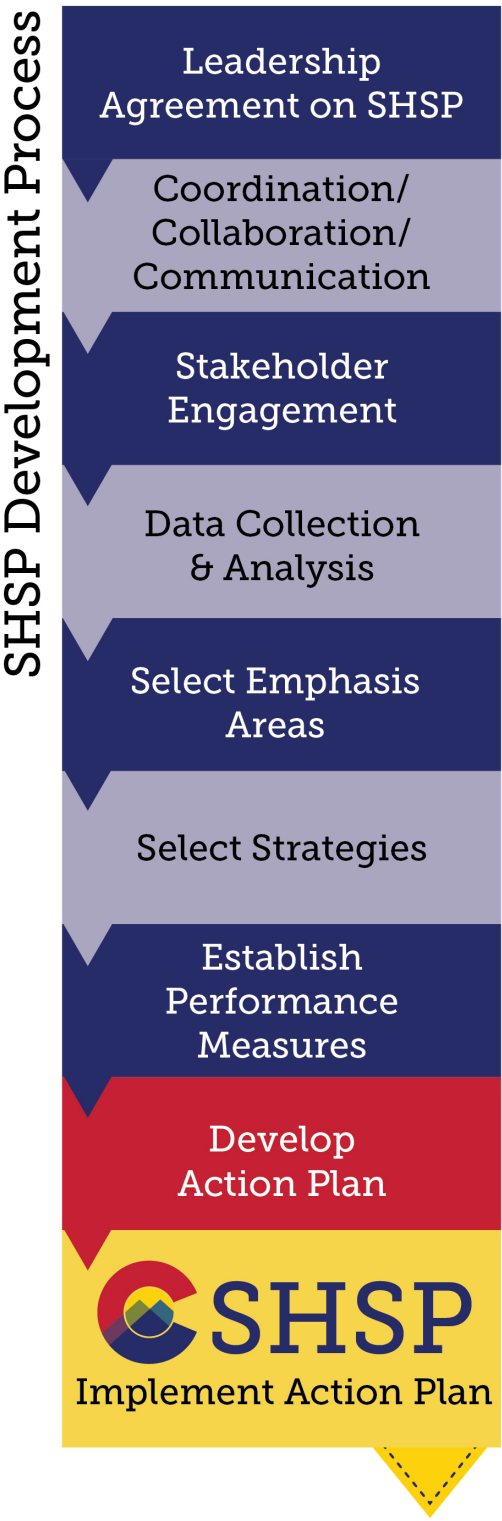 SHSP Development Process
Leadership
Agreement on SHSP
Coordination/
Collaboration/
Communication
Stakeholder
Engagement
Data Collection
& Analysis
Select Emphasis
Areas
Select Strategies
Establish
Performance
Measures
Develop
Action Plan
SHSP
Implement Action Plan